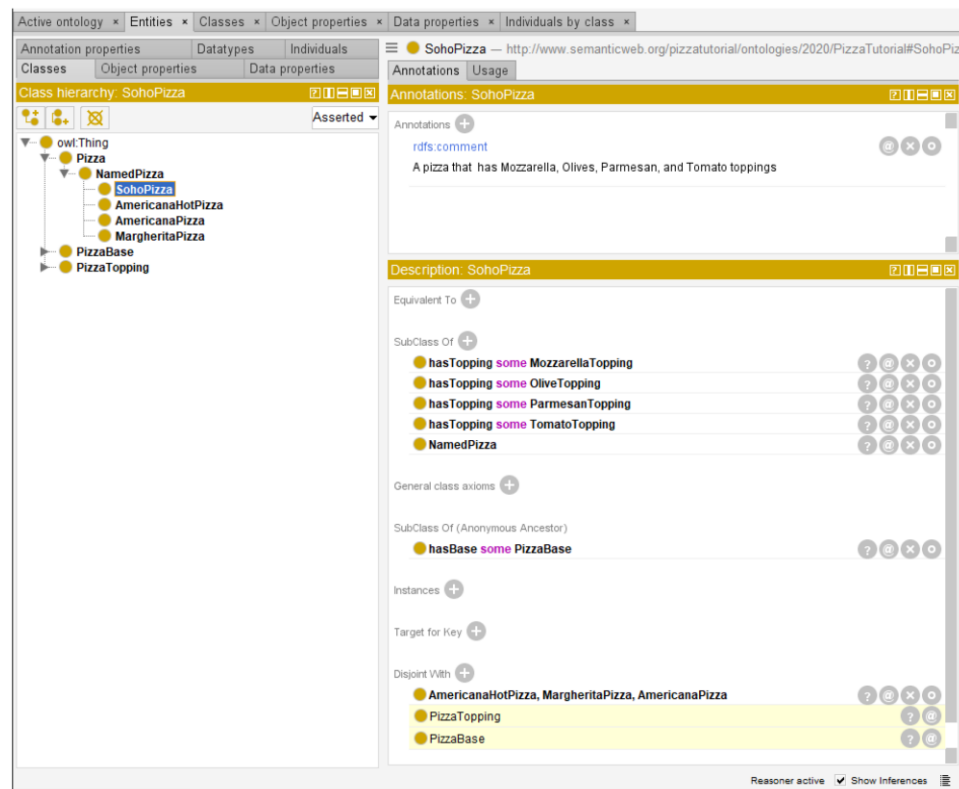 Active ontology × Entities × Classes × Object properties × Data properties × Individuals by class ×
Annotation properties Datatypes Individuals
Classes Object properties Data properties
Class hierarchy: SohoPizza
Asserted
owl:Thing
Pizza
NamedPizza
SohoPizza
AmericanaHotPizza
AmericanaPizza
MargheritaPizza
PizzaBase
PizzaTopping
SohoPizza — http://www.semanticweb.org/pizzatutorial/ontologies/2020/PizzaTutorial#SohoPiz
Annotations Usage
Annotations: SohoPizza
Annotations
rdfs:comment
A pizza that has Mozzarella, Olives, Parmesan, and Tomato toppings
Description: SohoPizza
Equivalent To
SubClass Of
hasTopping some MozzarellaTopping
hasTopping some OliveTopping
hasTopping some ParmesanTopping
hasTopping some TomatoTopping
NamedPizza
General class axioms
SubClass Of (Anonymous Ancestor)
hasBase some PizzaBase
Instances
Target for Key
Disjoint With
AmericanaHotPizza, MargheritaPizza, AmericanaPizza
PizzaTopping
PizzaBase
Reasoner active Show Inferences